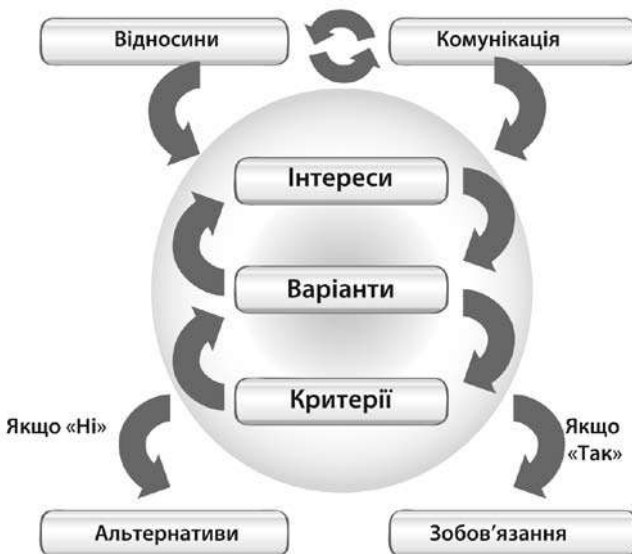 Відносини
Комунікація
Інтереси
Варіанти
Критерії
Якщо «Ні»
Якщо
«Так»
Альтернативи
Зобов'язання